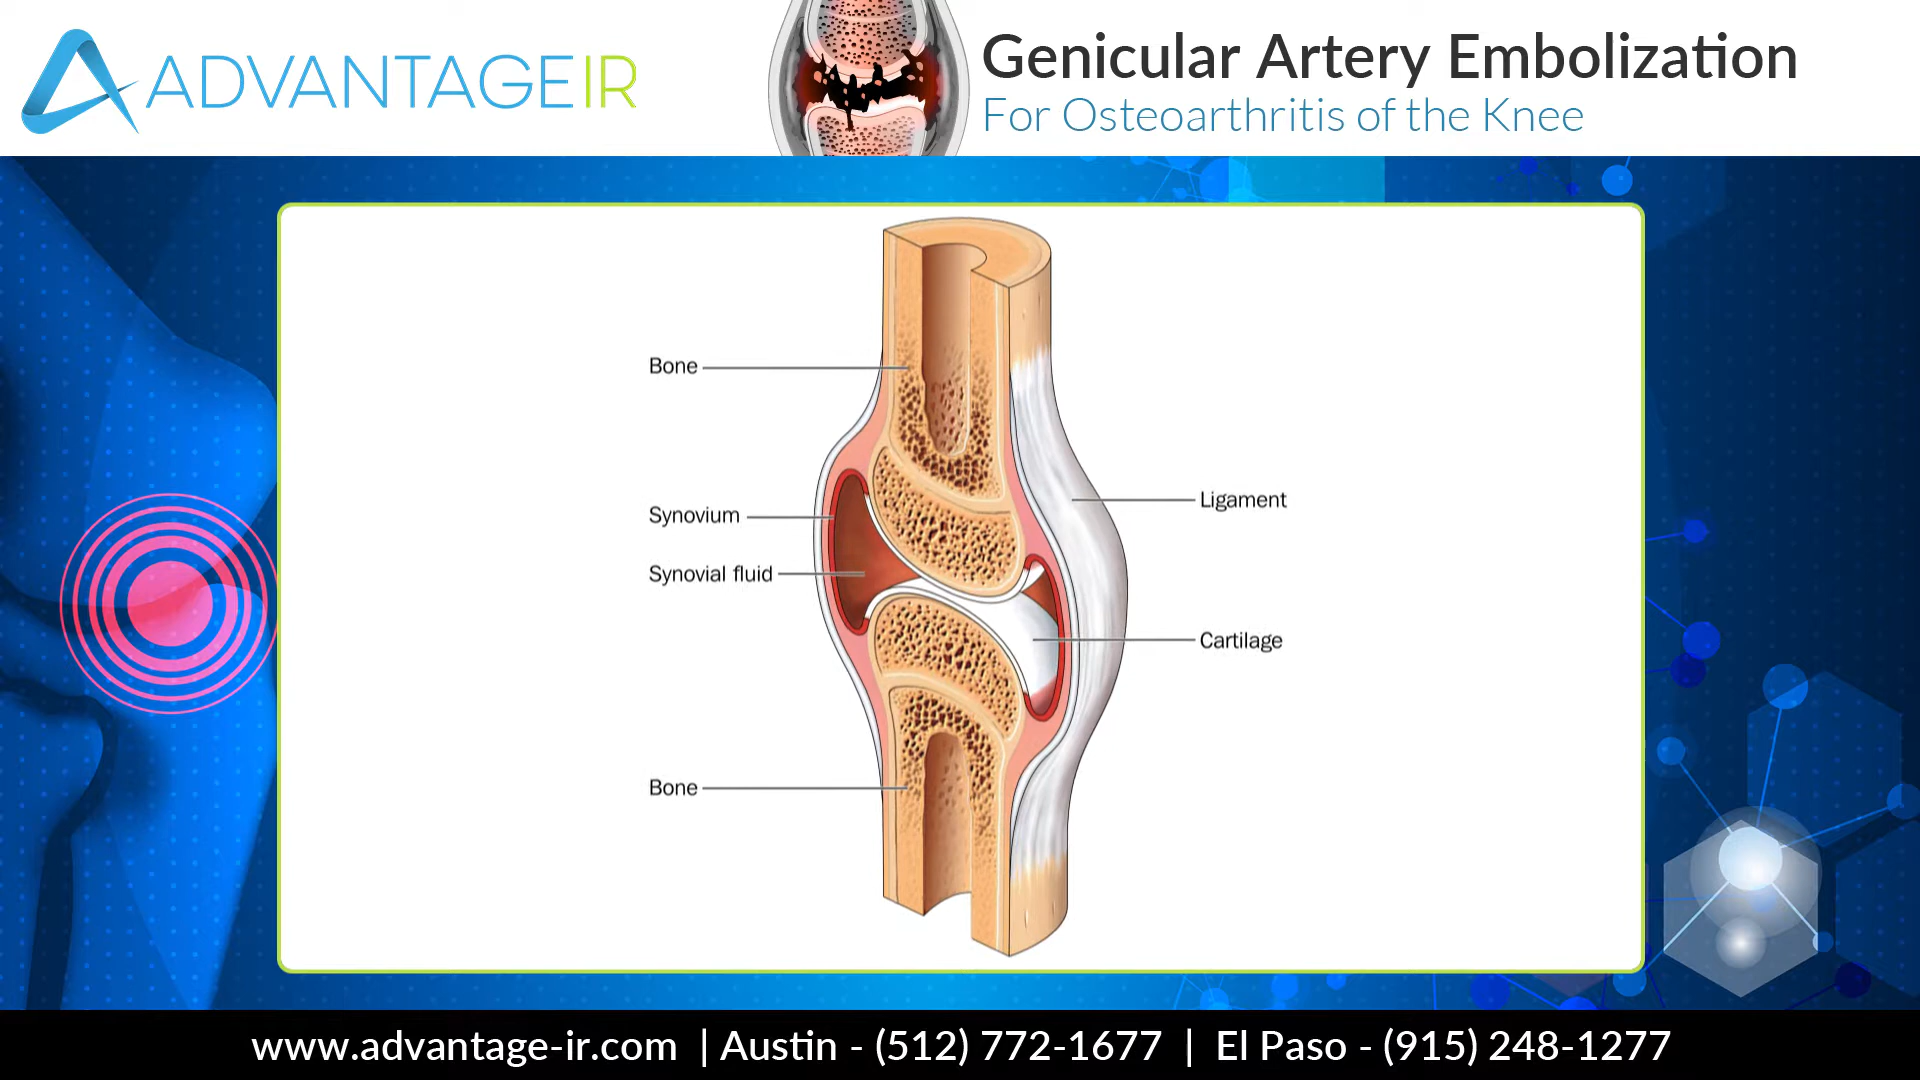 ADVANTAGEIR
Genicular Artery Embolization
For Osteoarthritis of the Knee
Bone
Synovium
Synovial fluid
Bone
Ligament
Cartilage
www.advantage-ir.com | Austin - (512) 772-1677 | El Paso - (915) 248-1277